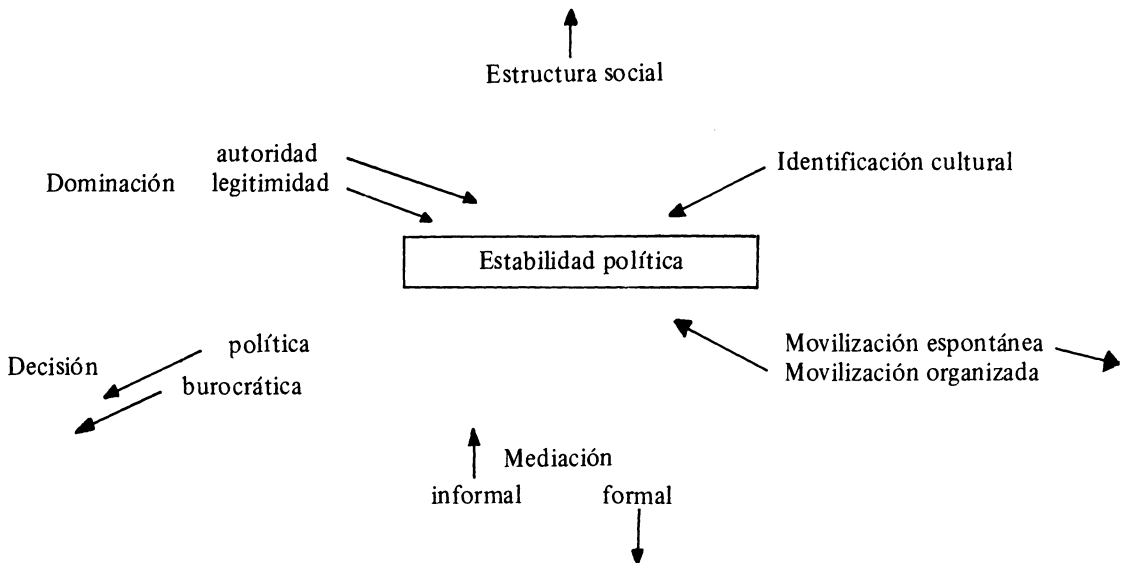 Estructura social
autoridad
Dominación legitimidad
Identificación cultural
Estabilidad política
Decisión política
burocrática
Movilización espontánea
Movilización organizada
Mediación
informal formal